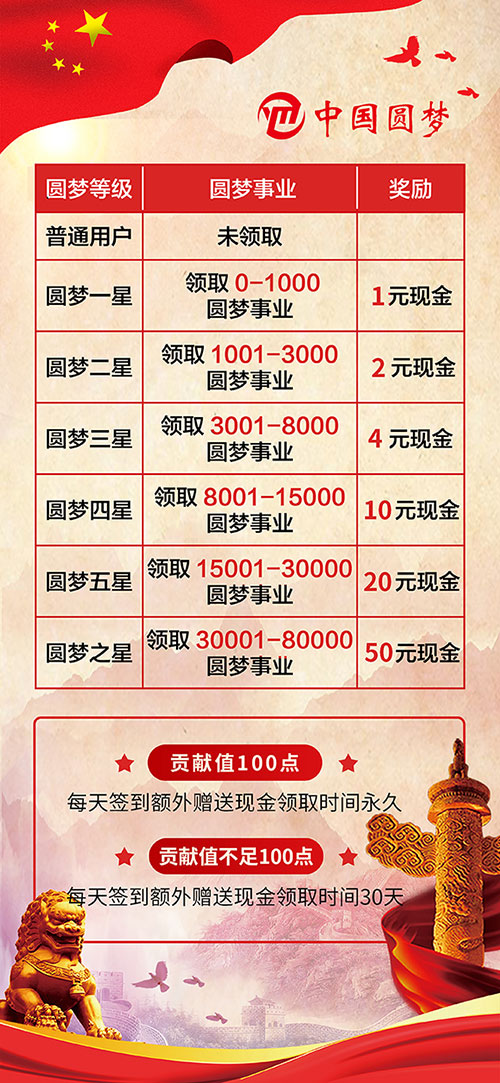 中国圆梦
圆梦等级 圆梦事业 奖励
普通用户 未领取
圆梦一星 领取 0-1000 圆梦事业 1元现金
圆梦二星 领取 1001-3000 圆梦事业 2元现金
圆梦三星 领取 3001-8000 圆梦事业 4元现金
圆梦四星 领取 8001-15000 圆梦事业 10元现金
圆梦五星 领取 15001-30000 圆梦事业 20元现金
圆梦之星 领取 30001-80000 圆梦事业 50元现金
贡献值100点
每天签到额外赠送现金领取时间永久
贡献值不足100点
每天签到额外赠送现金领取时间30天